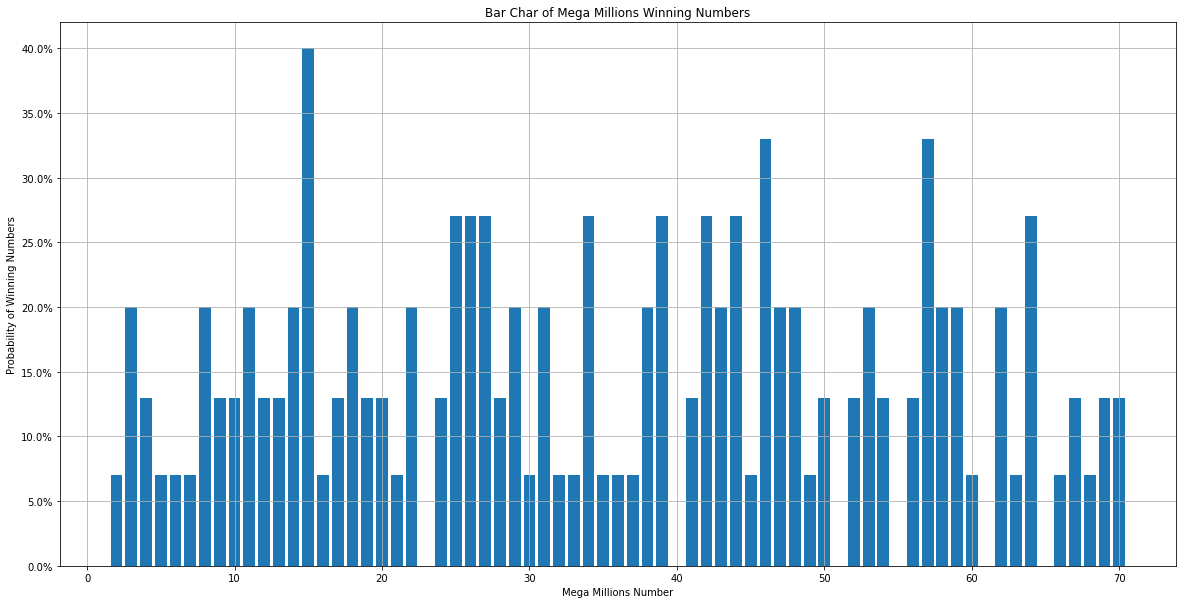 Bar Char of Mega Millions Winning Numbers
40.0%
35.0%
30.0%
25.0%
20.0%
15.0%
10.0%
5.0%
0.0%
Probability of Winning Numbers
0 10 20 30 40 50 60 70
Mega Millions Number